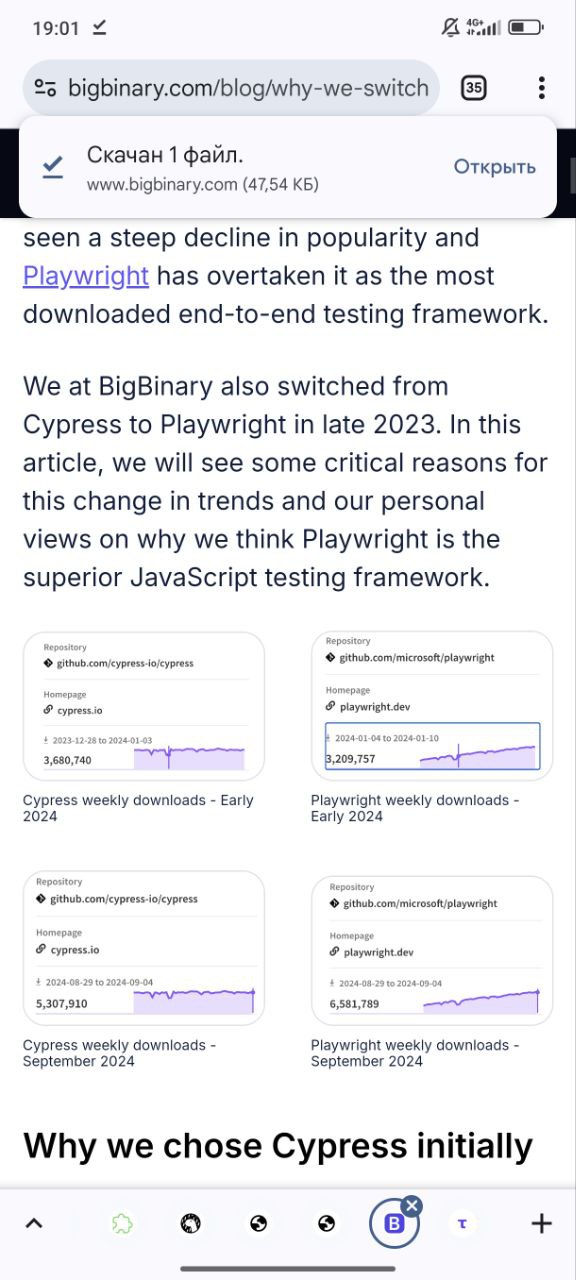 19:01
4G+
35
bigbinary.com/blog/why-we-switch
Скачан 1 файл.
www.bigbinary.com (47,54 КБ)
Открыть
seen a steep decline in popularity and
Playwright has overtaken it as the most
downloaded end-to-end testing framework.
We at BigBinary also switched from
Cypress to Playwright in late 2023. In this
article, we will see some critical reasons for
this change in trends and our personal
views on why we think Playwright is the
superior JavaScript testing framework.
Repository
github.com/cypress-io/cypress
Homepage
cypress.io
2023-12-28 to 2024-01-03
3,680,740
Cypress weekly downloads - Early
2024
Repository
github.com/microsoft/playwright
Homepage
playwright.dev
2024-01-04 to 2024-01-10
3,209,757
Playwright weekly downloads -
Early 2024
Repository
github.com/cypress-io/cypress
Homepage
cypress.io
2024-08-29 to 2024-09-04
5,307,910
Cypress weekly downloads -
September 2024
Repository
github.com/microsoft/playwright
Homepage
playwright.dev
2024-08-29 to 2024-09-04
6,581,789
Playwright weekly downloads -
September 2024
Why we chose Cypress initially
B
τ